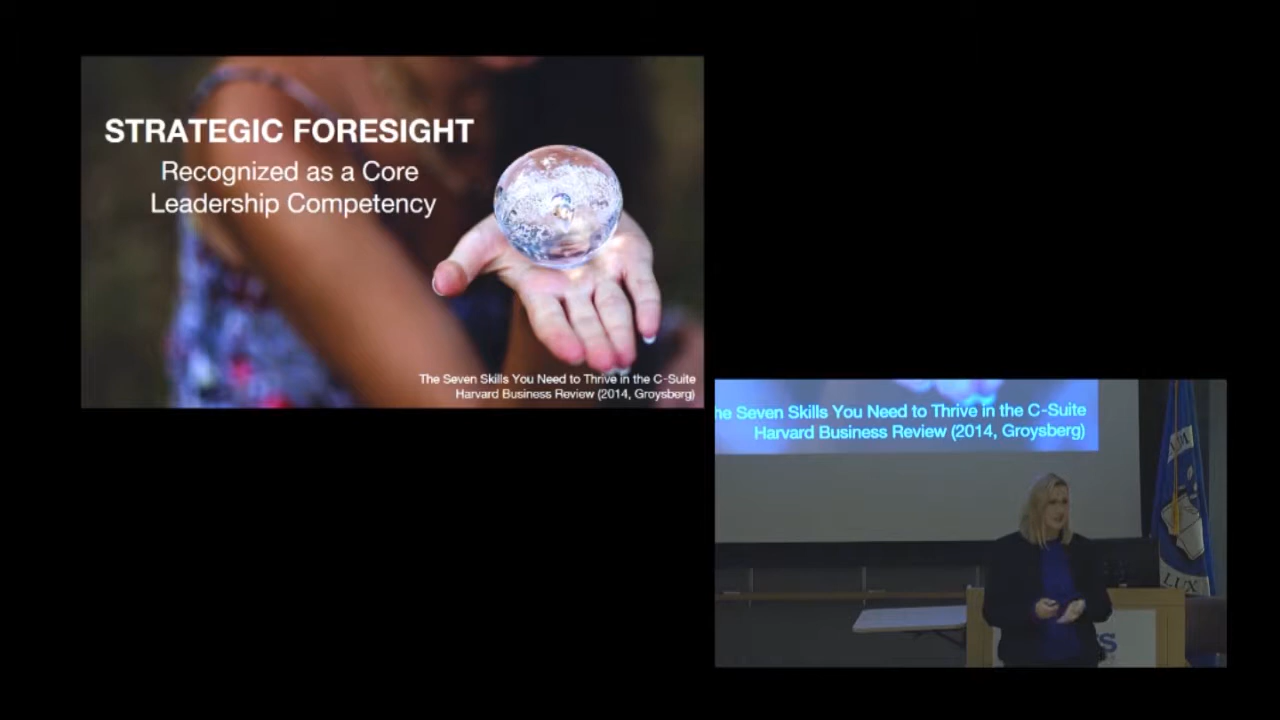 STRATEGIC FORESIGHT
Recognized as a Core
Leadership Competency
The Seven Skills You Need to Thrive in the C-Suite
Harvard Business Review (2014, Groysberg)
he Seven Skills You Need to Thrive in the C-Suite
Harvard Business Review (2014, Groysberg)
LUX